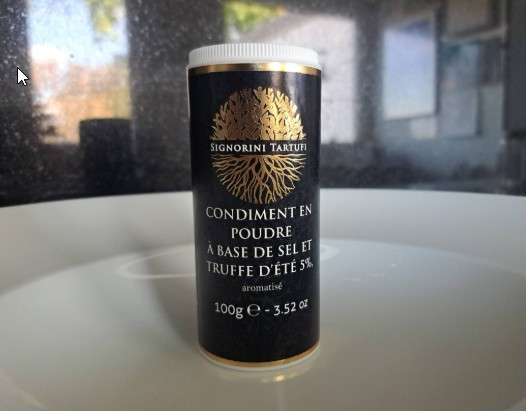 SIGNORINI TARTUFI
CONDIMENT EN
POUDRE
À BASE DE SEL ET
TRUFFE D'ÉTÉ 5%,
aromatisé
100g ℮ - 3.52 oz